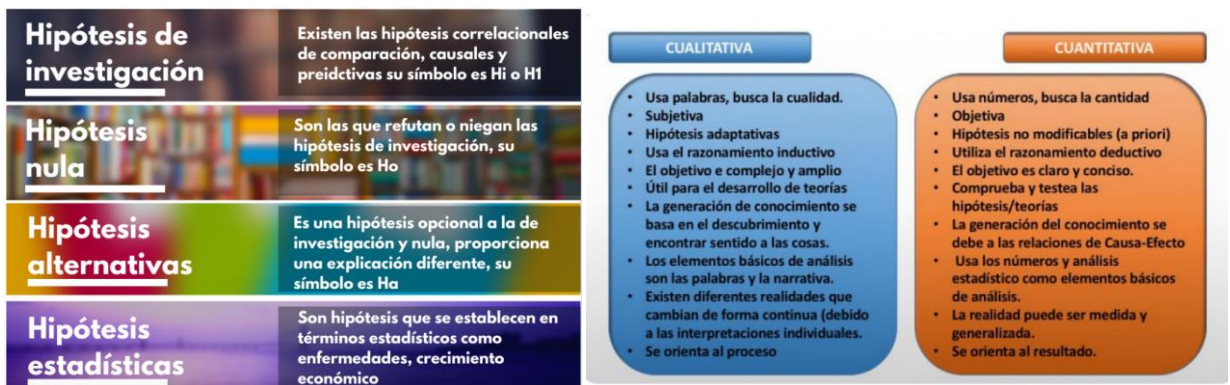 Hipótesis de
investigación
Existen las hipótesis correlacionales
de comparación, causales y
preidctivas su símbolo es Hi o H1
Hipótesis
nula
Son las que refutan o niegan las
hipótesis de investigación, su
símbolo es Ho
Hipótesis
alternativas
Es una hipótesis opcional a la de
investigación y nula, proporciona
una explicación diferente, su
símbolo es Ha
Hipótesis
estadísticas
Son hipótesis que se establecen en
términos estadísticos como
enfermedades, crecimiento
económico
CUALITATIVA
• Usa palabras, busca la cualidad.
• Subjetiva
• Hipótesis adaptativas
• Usa el razonamiento inductivo
• El objetivo e complejo y amplio
• Útil para el desarrollo de teorías
• La generación de conocimiento se
basa en el descubrimiento y
encontrar sentido a las cosas.
• Los elementos básicos de análisis
son las palabras y la narrativa.
• Existen diferentes realidades que
cambian de forma continua (debido
a las interpretaciones individuales.
• Se orienta al proceso
CUANTITATIVA
• Usa números, busca la cantidad
• Objetiva
• Hipótesis no modificables (a priori)
• Utiliza el razonamiento deductivo
• El objetivo es claro y conciso.
• Comprueba y testea las
hipótesis/teorías
• La generación del conocimiento se
debe a las relaciones de Causa-Efecto
• Usa los números y análisis
estadístico como elementos básicos
de análisis.
• La realidad puede ser medida y
generalizada.
• Se orienta al resultado.